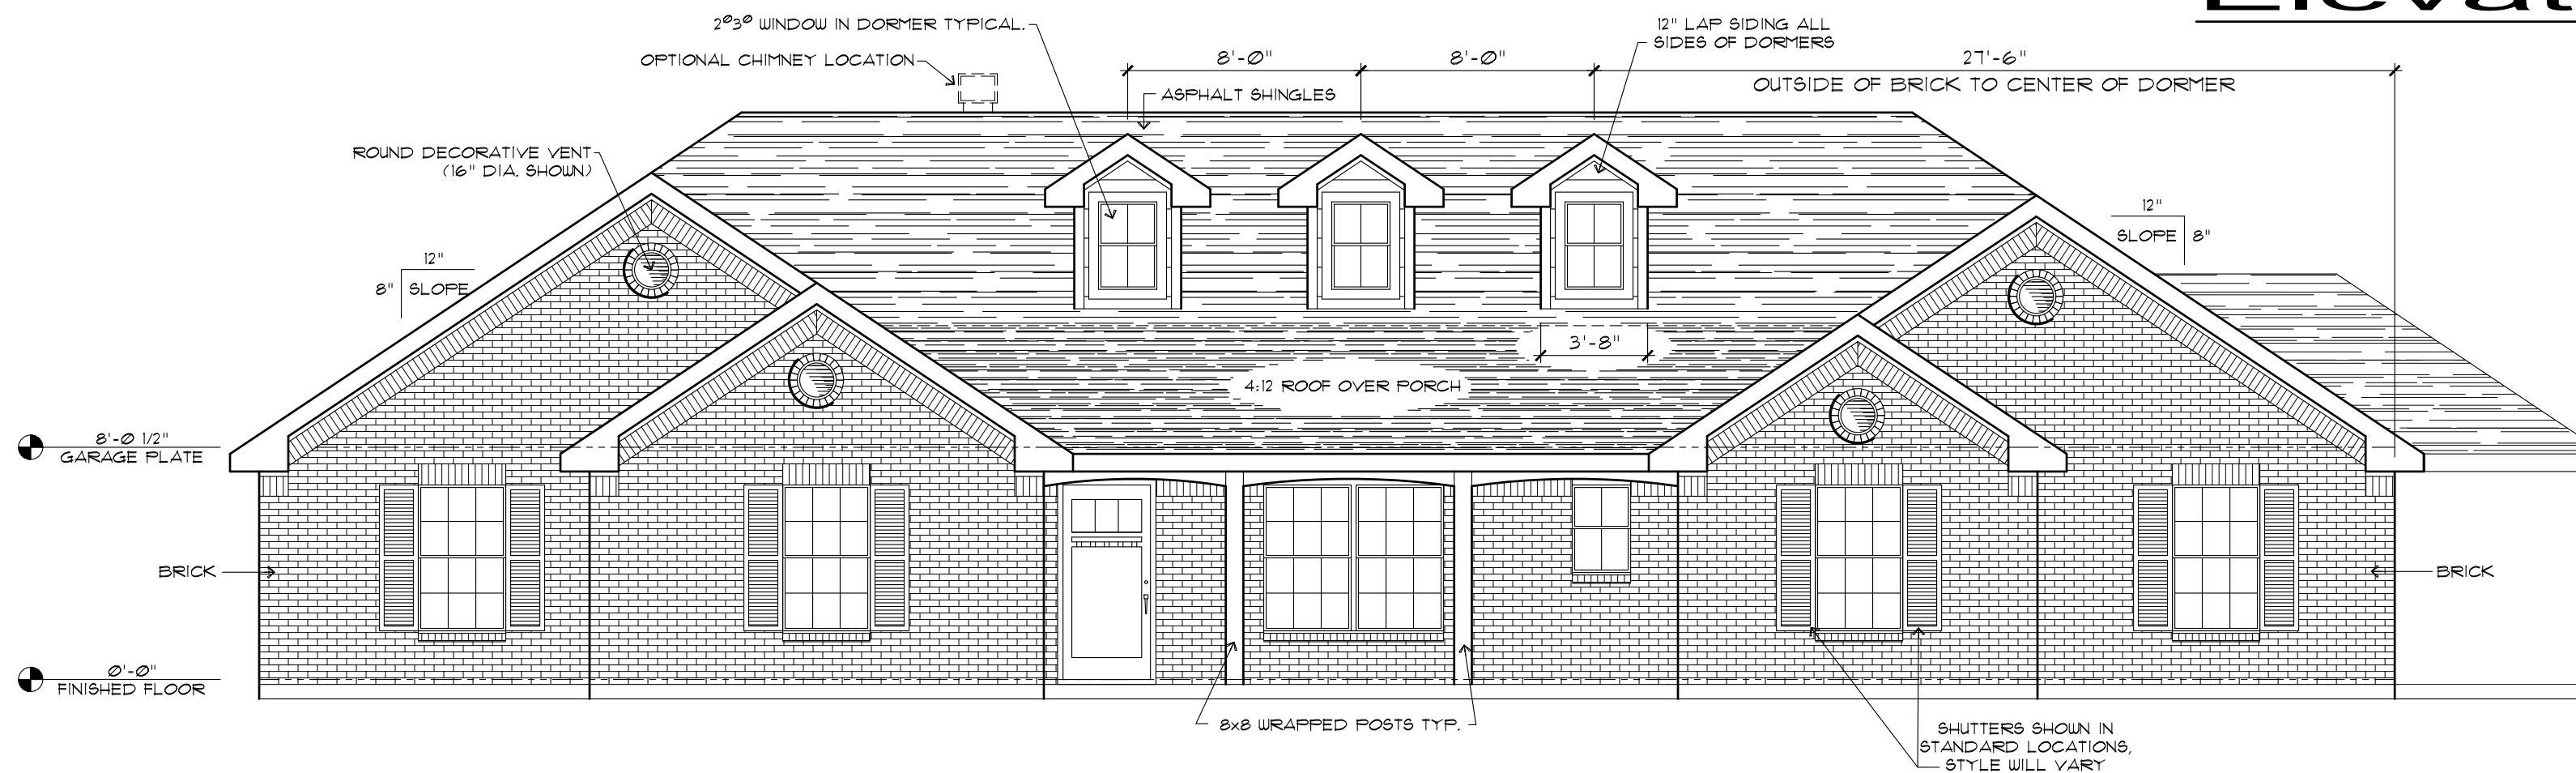 Elevat
2⁰3⁰ WINDOW IN DORMER TYPICAL.
OPTIONAL CHIMNEY LOCATION
8'-0"
8'-0"
12" LAP SIDING ALL
SIDES OF DORMERS
27'-6"
OUTSIDE OF BRICK TO CENTER OF DORMER
ASPHALT SHINGLES
ROUND DECORATIVE VENT
(16" DIA. SHOWN)
12"
8" SLOPE
12"
SLOPE 8"
3'-8"
4:12 ROOF OVER PORCH
8'-0 1/2"
GARAGE PLATE
BRICK
BRICK
0'-0"
FINISHED FLOOR
8x8 WRAPPED POSTS TYP.
SHUTTERS SHOWN IN
STANDARD LOCATIONS,
STYLE WILL VARY